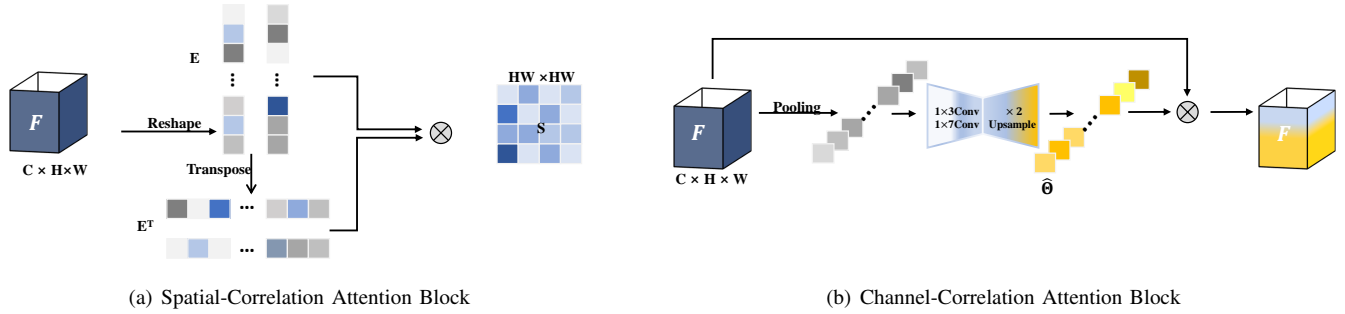 E
F
Reshape
C × H×W
Transpose
E^T
HW ×HW
S
(a) Spatial-Correlation Attention Block
F
C × H × W
Pooling
1×3Conv
1×7Conv
× 2
Upsample
Θ̂
F
(b) Channel-Correlation Attention Block